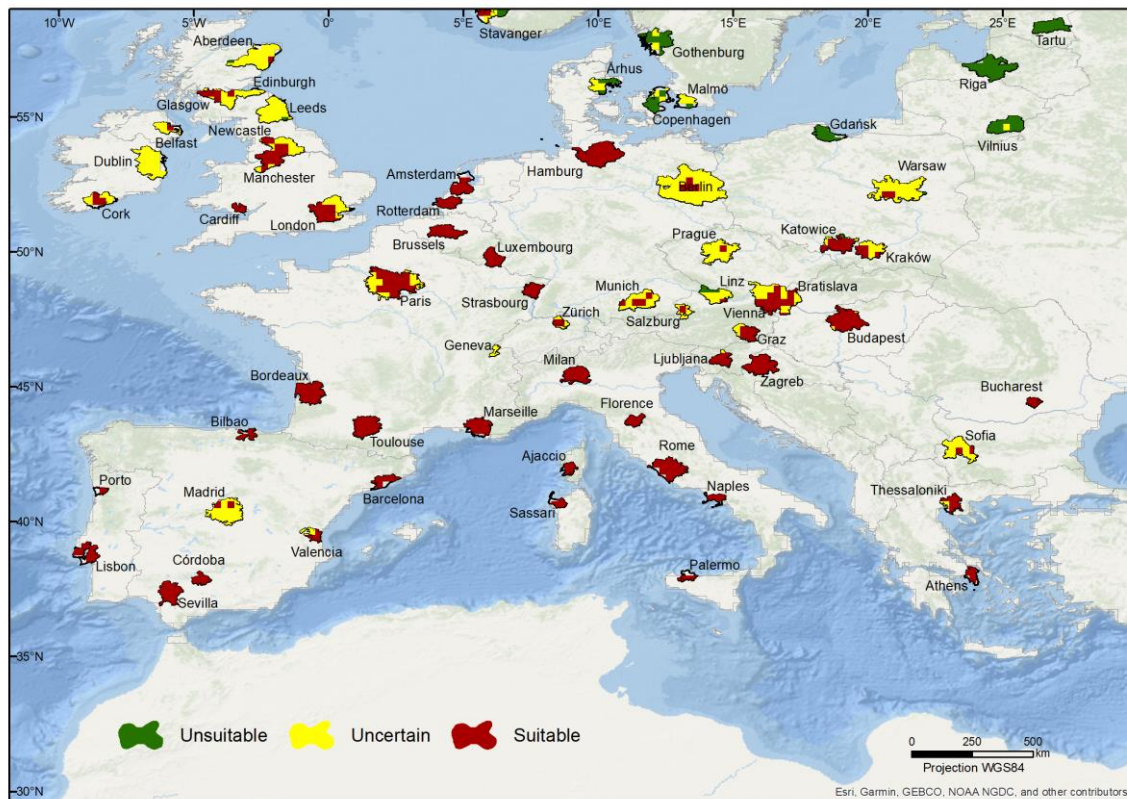 10°W 5°W 0° 5°E 10°E 15°E 20°E 25°E
Stavanger
Tartu
Aberdeen
Gothenburg
Århus
Riga
Edinburgh
Glasgow
Leeds
Malmö
55°N
Copenhagen
Newcastle
Belfast
Gdańsk
Vilnius
Dublin
Hamburg
Warsaw
Manchester
Amsterdam
Berlin
Cork
Cardiff
Rotterdam
London
Katowice
Prague
Brussels
Luxembourg
Kraków
50°N
Munich
Linz
Bratislava
Paris
Strasbourg
Zürich
Salzburg
Vienna
Graz
Budapest
Geneva
Milan
Ljubljana
Zagreb
Bordeaux
45°N
Bucharest
Florence
Marseille
Bilbao
Toulouse
Rome
Sofia
Ajaccio
Porto
Madrid
Barcelona
Naples
Thessaloniki
Sassari
40°N
Valencia
Lisbon
Córdoba
Palermo
Athens
Sevilla
35°N
Unsuitable Uncertain Suitable
0 250 500
km
Projection WGS84
30°N
Esri, Garmin, GEBCO, NOAA NGDC, and other contributors